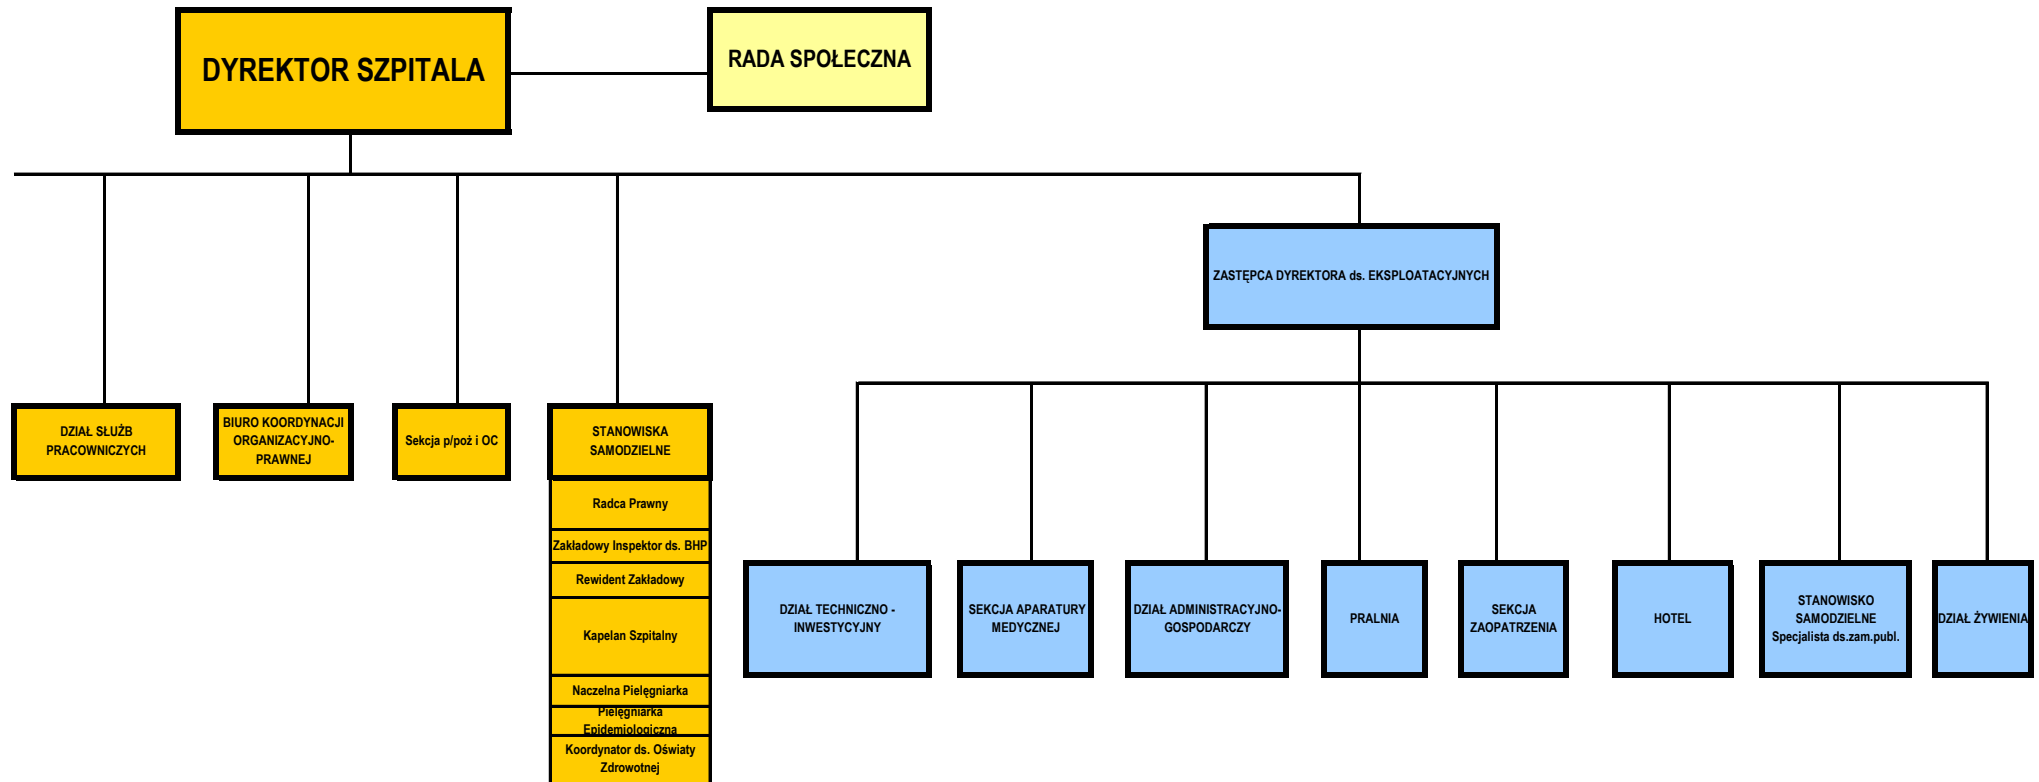 DYREKTOR SZPITALA
RADA SPOŁECZNA
ZASTĘPCA DYREKTORA ds. EKSPLOATACYJNYCH
DZIAŁ SŁUŻB
PRACOWNICZYCH
BIURO KOORDYNACJI
ORGANIZACYJNO-
PRAWNEJ
Sekcja p/poż i OC
STANOWISKA
SAMODZIELNE
Radca Prawny
Zakładowy Inspektor ds. BHP
Rewident Zakładowy
Kapelan Szpitalny
Naczelna Pielęgniarka
Pielęgniarka
Epidemiologiczna
Koordynator ds. Oświaty
Zdrowotnej
DZIAŁ TECHNICZNO -
INWESTYCYJNY
SEKCJA APARATURY
MEDYCZNEJ
DZIAŁ ADMINISTRACYJNO-
GOSPODARCZY
PRALNIA
SEKCJA
ZAOPATRZENIA
HOTEL
STANOWISKO
SAMODZIELNE
Specjalista ds.zam.publ.
DZIAŁ ŻYWIENIA